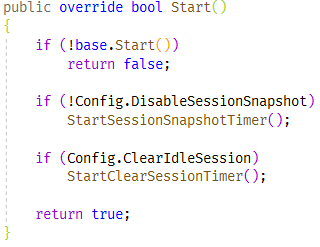 public override bool Start()
{
    if (!base.Start())
        return false;

    if (!Config.DisableSessionSnapshot)
        StartSessionSnapshotTimer();

    if (Config.ClearIdleSession)
        StartClearSessionTimer();

    return true;
}